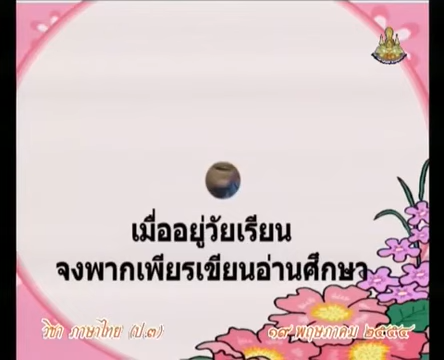 เมื่ออยู่วัยเรียน
จงพากเพียรเขียนอ่านศึกษา
วิชา ภาษาไทย (ป.๓)
๑๘ พฤษภาคม ๒๕๕๔